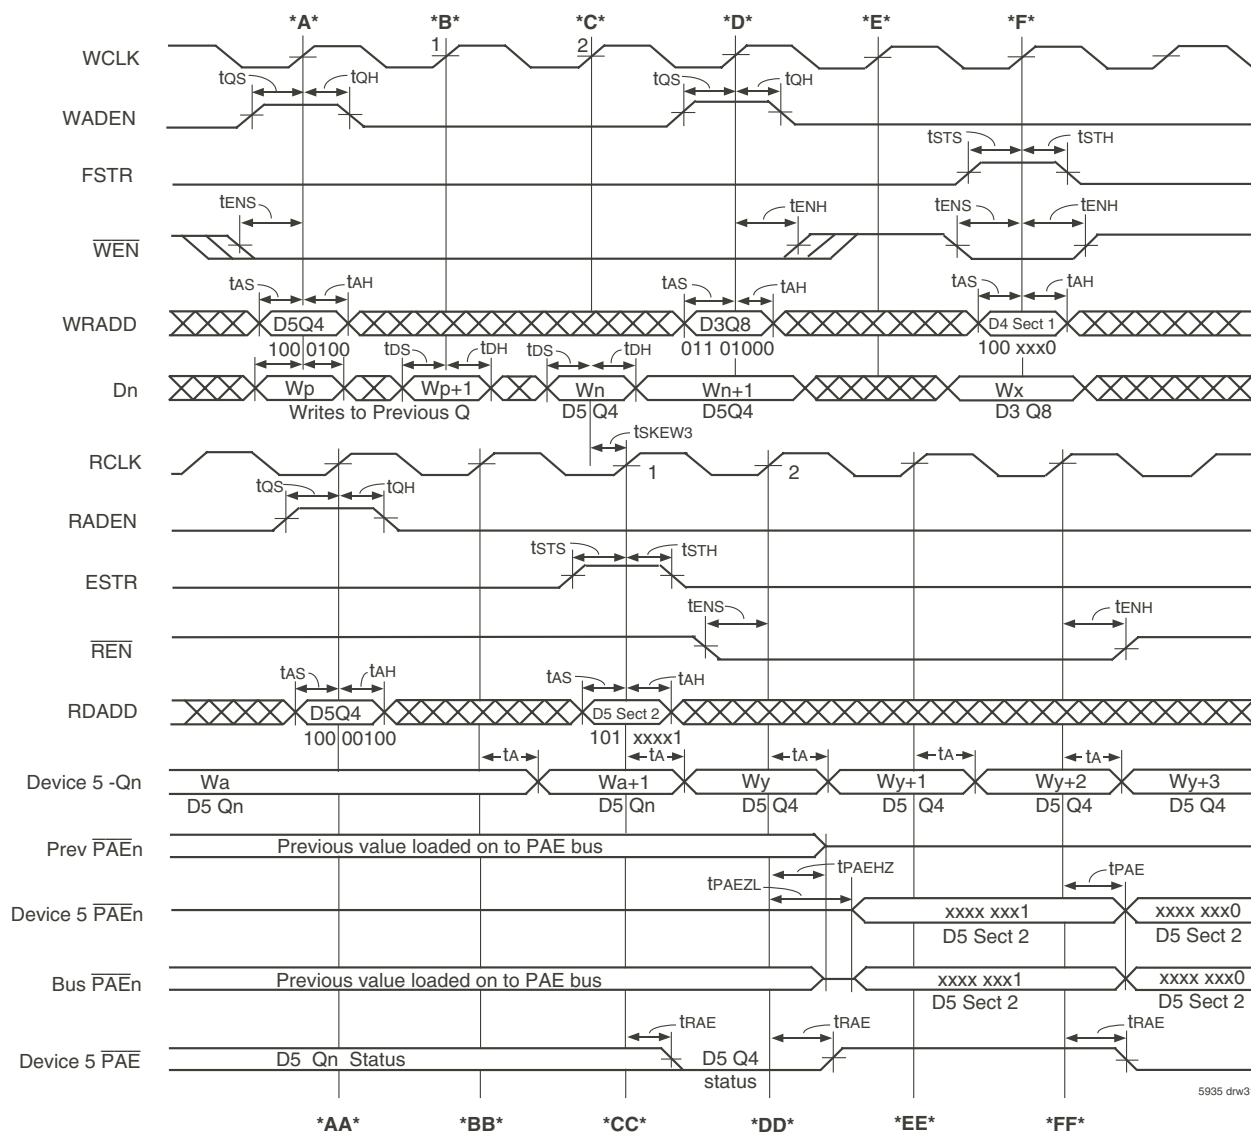 *A* *B* *C* *D* *E* *F*
WCLK 1 2
tQS tQH tQS tQH
WADEN
tSTS tSTH
FSTR
tENS tENH tENS tENH
WEN
tAS tAH tAS tAH tAS tAH
WRADD D5Q4 D3Q8 D4 Sect 1
100 0100 011 01000 100 xxx0
tDS tDH tDS tDH
Dn Wp Wp+1 Wn Wn+1 Wx
Writes to Previous Q D5 Q4 D5Q4 D3 Q8
tSKEW3
RCLK 1 2
tQS tQH
RADEN
tSTS tSTH
ESTR
tENS tENH
REN
tAS tAH tAS tAH
RDADD D5Q4 D5 Sect 2
100 00100 101 xxxx1
tA tA tA tA tA
Device 5 -Qn Wa Wa+1 Wy Wy+1 Wy+2 Wy+3
D5 Qn D5 Qn D5 Q4 D5 Q4 D5 Q4 D5 Q4
Prev PAEn Previous value loaded on to PAE bus
tPAEHZ tPAE
tPAEZL
Device 5 PAEn xxxx xxx1 xxxx xxx0
D5 Sect 2 D5 Sect 2
Bus PAEn Previous value loaded on to PAE bus xxxx xxx1 xxxx xxx0
D5 Sect 2 D5 Sect 2
tRAE tRAE tRAE
Device 5 PAE D5 Qn Status D5 Q4
status
5935 drw3
*AA* *BB* *CC* *DD* *EE* *FF*